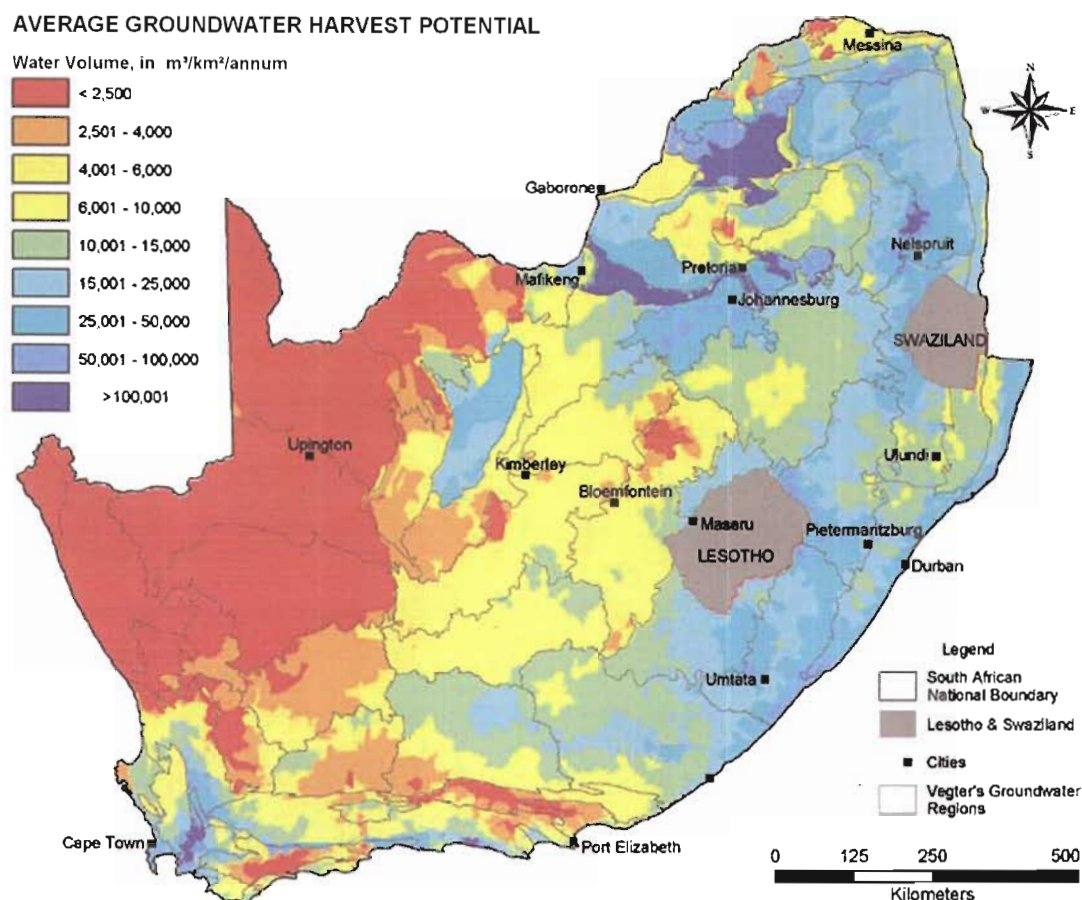 AVERAGE GROUNDWATER HARVEST POTENTIAL
Water Volume, in m³/km²/annum
< 2,500
2,501 - 4,000
4,001 - 6,000
6,001 - 10,000
10,001 - 15,000
15,001 - 25,000
25,001 - 50,000
50,001 - 100,000
>100,001
Messina
N
W E
S
Gaborone
Nelspruit
Mafikeng
Pretoria
Johannesburg
SWAZILAND
Upington
Kimberley
Ulundi
Bloemfontein
Maseru
Pietermaritzburg
LESOTHO
Durban
Umtata
Legend
South African
National Boundary
Lesotho & Swaziland
Cities
Vegter's Groundwater
Regions
Cape Town
Port Elizabeth
0 125 250 500
Kilometers